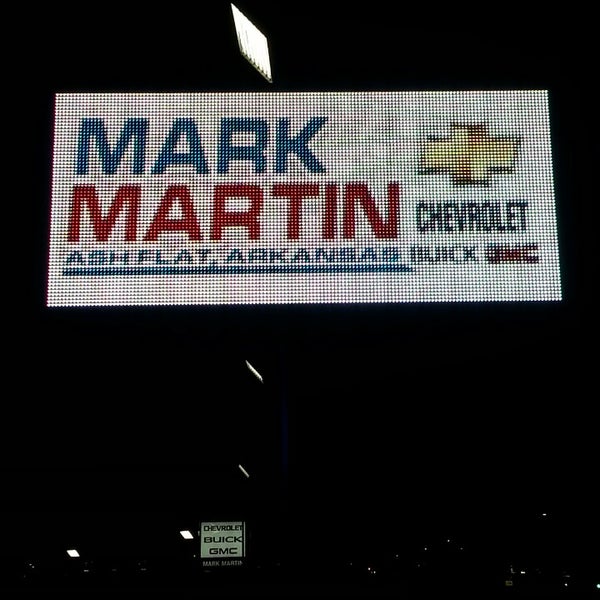 MARK
MARTIN
ASH FLAT, ARKANSAS
CHEVROLET
BUICK GMC
CHEVROLET
BUICK
GMC
MARK MARTIN